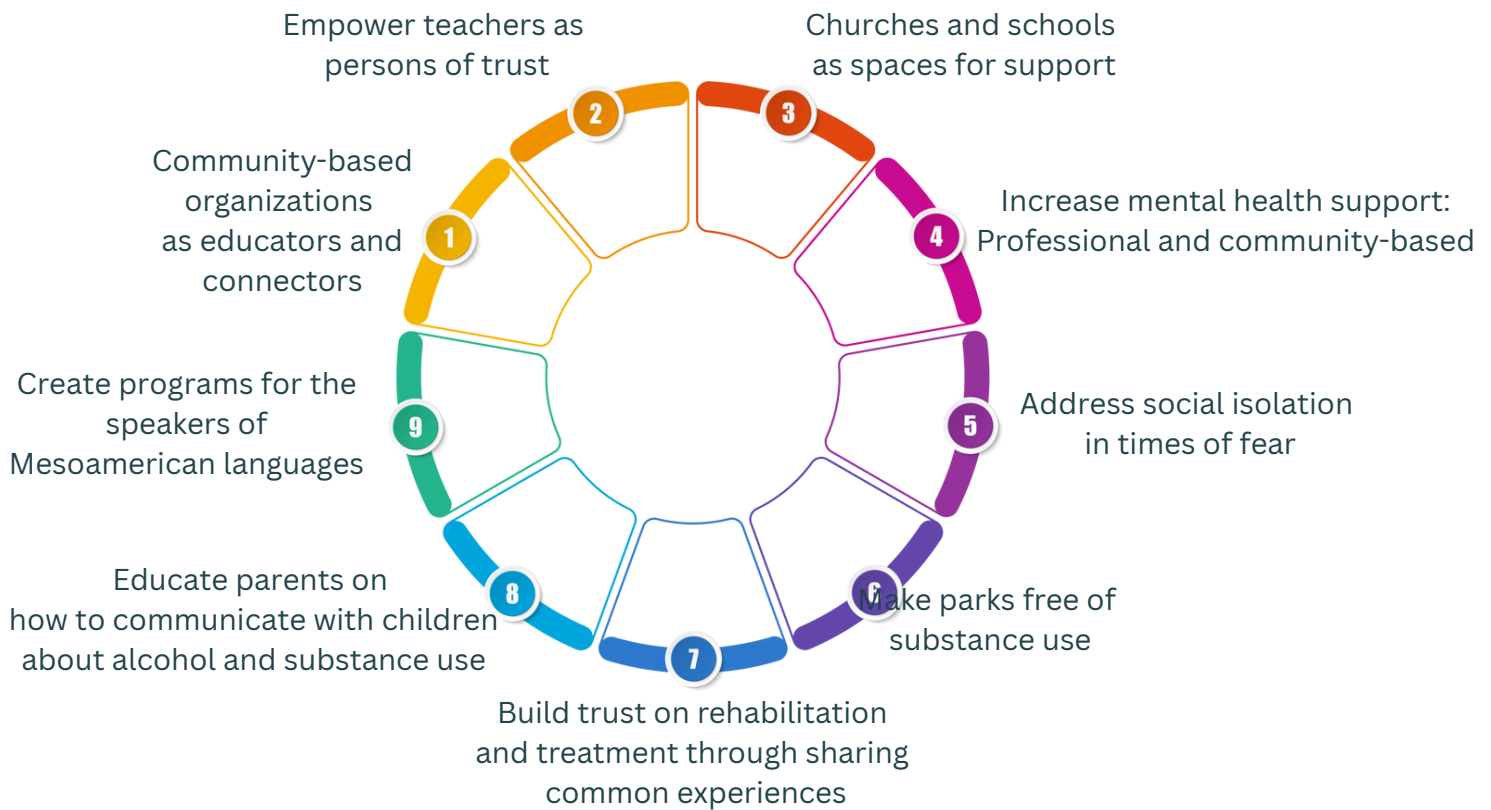 1
Community-based
organizations
as educators and
connectors
2
Empower teachers as
persons of trust
3
Churches and schools
as spaces for support
4
Increase mental health support:
Professional and community-based
5
Address social isolation
in times of fear
6
Make parks free of
substance use
7
Build trust on rehabilitation
and treatment through sharing
common experiences
8
Educate parents on
how to communicate with children
about alcohol and substance use
9
Create programs for the
speakers of
Mesoamerican languages